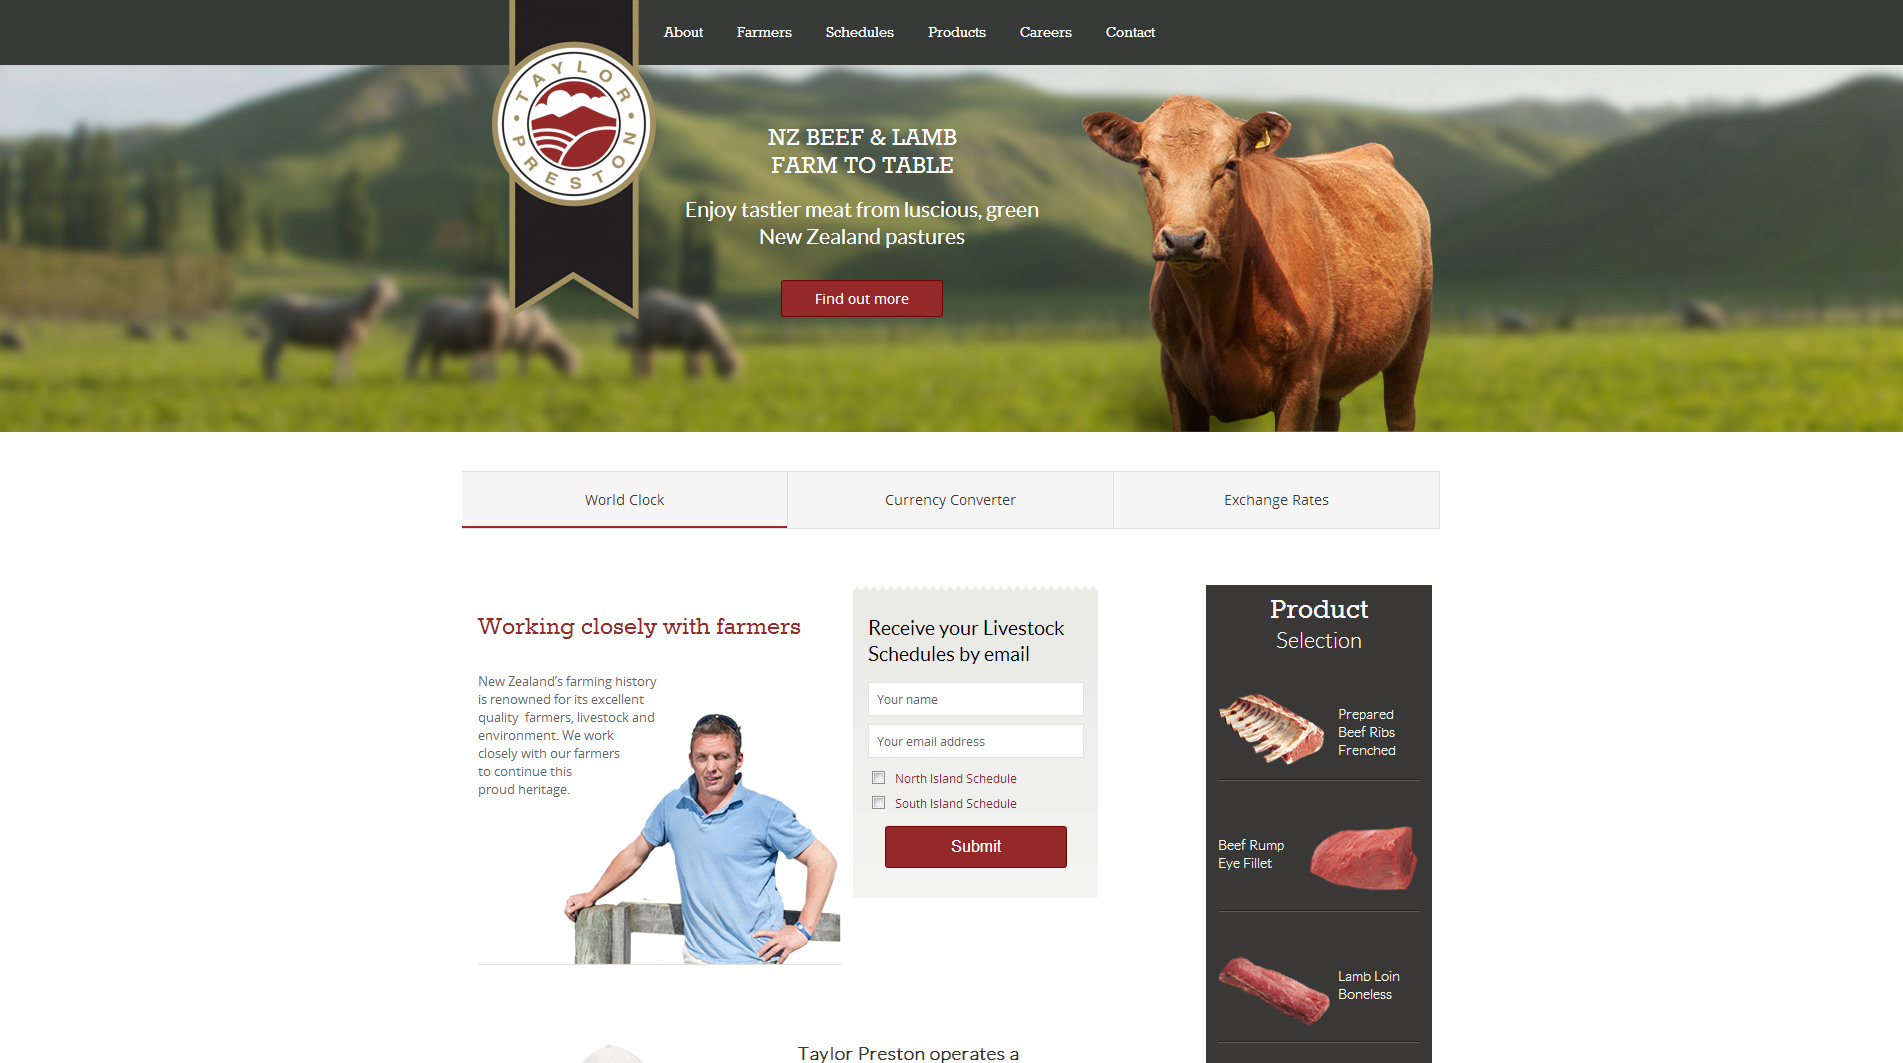 About
Farmers
Schedules
Products
Careers
Contact
TAYLOR
PRESTON
NZ BEEF & LAMB
FARM TO TABLE
Enjoy tastier meat from luscious, green
New Zealand pastures
Find out more
World Clock
Currency Converter
Exchange Rates
Working closely with farmers
New Zealand's farming history
is renowned for its excellent
quality farmers, livestock and
environment. We work
closely with our farmers
to continue this
proud heritage.
Receive your Livestock
Schedules by email
Your name
Your email address
North Island Schedule
South Island Schedule
Submit
Product
Selection
Prepared
Beef Ribs
Frenched
Beef Rump
Eye Fillet
Lamb Loin
Boneless
Taylor Preston operates a